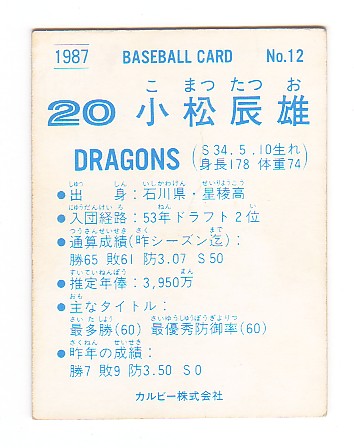 1987 BASEBALL CARD No.12
こ まつ たつ お
20 小松辰雄
DRAGONS (S34.5.10生れ
身長178 体重74)
しゅっ しん いしかわけん せいりょうこう
●出 身:石川県・星稜高
にゅうだんけいろ ねん い
●入団経路:53年ドラフト2位
つうさんせいせき さく まで
●通算成績(昨シーズン迄):
勝65 敗61 防3.07 S50
すいていねんぽう まん
●推定年俸:3,950万
おも
●主なタイトル:
さいたしょう さいゆうしゅうぼうぎょりつ
最多勝(60) 最優秀防御率(60)
さくねん せいせき
●昨年の成績:
勝7 敗9 防3.50 S0
カルビー株式会社